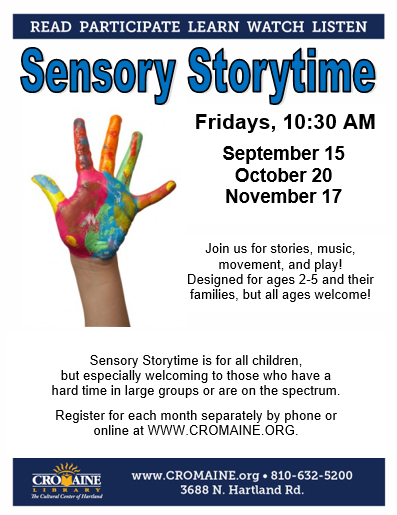 READ PARTICIPATE LEARN WATCH LISTEN
Sensory Storytime
Fridays, 10:30 AM
September 15
October 20
November 17
Join us for stories, music,
movement, and play!
Designed for ages 2-5 and their
families, but all ages welcome!
Sensory Storytime is for all children,
but especially welcoming to those who have a
hard time in large groups or are on the spectrum.
Register for each month separately by phone or
online at WWW.CROMAINE.ORG.
CROMAINE
LIBRARY
The Cultural Center of Hartland
www.CROMAINE.org • 810-632-5200
3688 N. Hartland Rd.